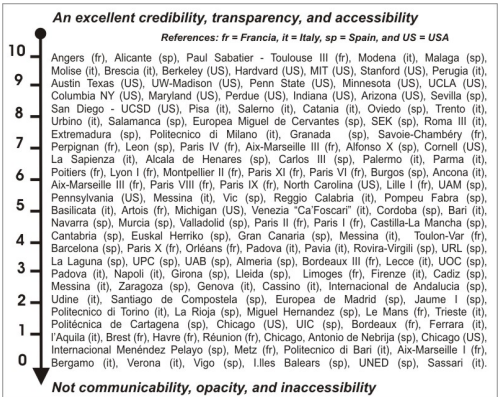 An excellent credibility, transparency, and accessibility
References: fr = Francia, it = Italy, sp = Spain, and US = USA
10
9
8
7
6
5
4
3
2
1
0
Angers (fr), Alicante (sp), Paul Sabatier - Toulouse III (fr), Modena (it), Malaga (sp),
Molise (it), Brescia (it), Berkeley (US), Hardvard (US), MIT (US), Stanford (US), Perugia (it),
Austin Texas (US), UW-Madison (US), Penn State (US), Minnesota (US), UCLA (US),
Columbia NY (US), Maryland (US), Perdue (US), Indiana (US), Arizona (US), Sevilla (sp),
San Diego - UCSD (US), Pisa (it), Salerno (it), Catania (it), Oviedo (sp), Trento (it),
Urbino (it), Salamanca (sp), Europea Miguel de Cervantes (sp), SEK (sp), Roma III (it),
Extremadura (sp), Politecnico di Milano (it), Granada (sp), Savoie-Chambéry (fr),
Perpignan (fr), Leon (sp), Paris IV (fr), Aix-Marseille III (fr), Alfonso X (sp), Cornell (US),
La Sapienza (it), Alcala de Henares (sp), Carlos III (sp), Palermo (it), Parma (it),
Poitiers (fr), Lyon I (fr), Montpellier II (fr), Paris XI (fr), Paris VI (fr), Burgos (sp), Ancona (it),
Aix-Marseille III (fr), Paris VIII (fr), Paris IX (fr), North Carolina (US), Lille I (fr), UAM (sp),
Pennsylvania (US), Messina (it), Vic (sp), Reggio Calabria (it), Pompeu Fabra (sp),
Basilicata (it), Artois (fr), Michigan (US), Venezia "Ca'Foscari" (it), Cordoba (sp), Bari (it),
Navarra (sp), Murcia (sp), Valladolid (sp), Paris II (fr), Paris I (fr), Castilla-La Mancha (sp),
Cantabria (sp), Euskal Herriko (sp), Gran Canaria (sp), Messina (it), Toulon-Var (fr),
Barcelona (sp), Paris X (fr), Orléans (fr), Padova (it), Pavia (it), Rovira-Virgili (sp), URL (sp),
La Laguna (sp), UPC (sp), UAB (sp), Almeria (sp), Bordeaux III (fr), Lecce (it), UOC (sp),
Padova (it), Napoli (it), Girona (sp), Lleida (sp), Limoges (fr), Firenze (it), Cadiz (sp),
Messina (it), Zaragoza (sp), Genova (it), Cassino (it), Internacional de Andalucia (sp),
Udine (it), Santiago de Compostela (sp), Europea de Madrid (sp), Jaume I (sp),
Politecnico di Torino (it), La Rioja (sp), Miguel Hernandez (sp), Le Mans (fr), Trieste (it),
Politécnica de Cartagena (sp), Chicago (US), UIC (sp), Bordeaux (fr), Ferrara (it),
l'Aquila (it), Brest (fr), Havre (fr), Réunion (fr), Chicago, Antonio de Nebrija (sp), Chicago (US),
Internacional Menéndez Pelayo (sp), Metz (fr), Politecnico di Bari (it), Aix-Marseille I (fr),
Bergamo (it), Verona (it), Vigo (sp), I.lles Balears (sp), UNED (sp), Sassari (it).
Not communicability, opacity, and inaccessibility